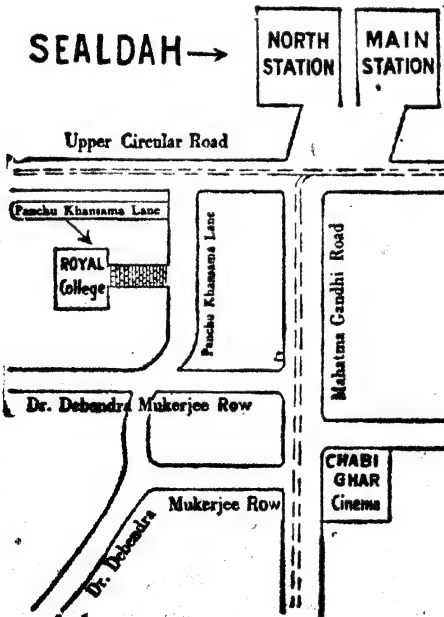 SEALDAH
NORTH
STATION
MAIN
STATION
Upper Circular Road
Panchu Khansama Lane
ROYAL
College
Panchu Khansama Lane
Mahatma Gandhi Road
Dr. Debendra Mukerjee Row
CHABI
GHAR
Cinema
Mukerjee Row
Dr. Debendra